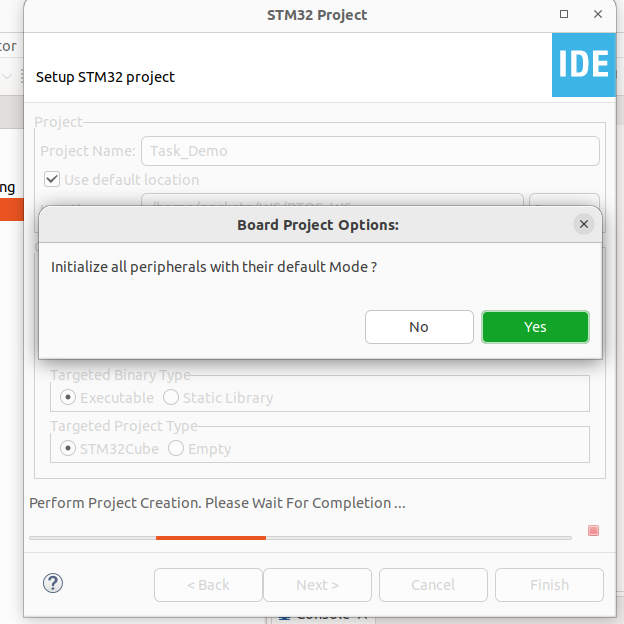 STM32 Project
tor
Setup STM32 project
IDE
Project
Project Name: Task_Demo
ng
Use default location
Board Project Options:
Initialize all peripherals with their default Mode ?
No Yes
Targeted Binary Type
Executable Static Library
Targeted Project Type
STM32Cube Empty
Perform Project Creation. Please Wait For Completion ...
? < Back Next > Cancel Finish
Console